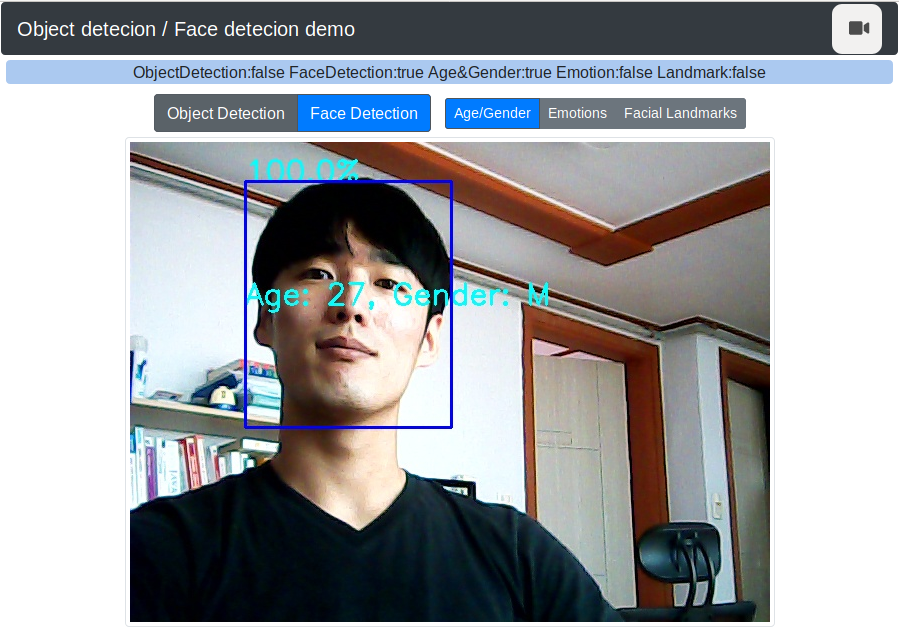 Object detecion / Face detecion demo
ObjectDetection:false FaceDetection:true Age&Gender:true Emotion:false Landmark:false
Object Detection Face Detection Age/Gender Emotions Facial Landmarks
100.0%
Age: 27, Gender: M
JAVA